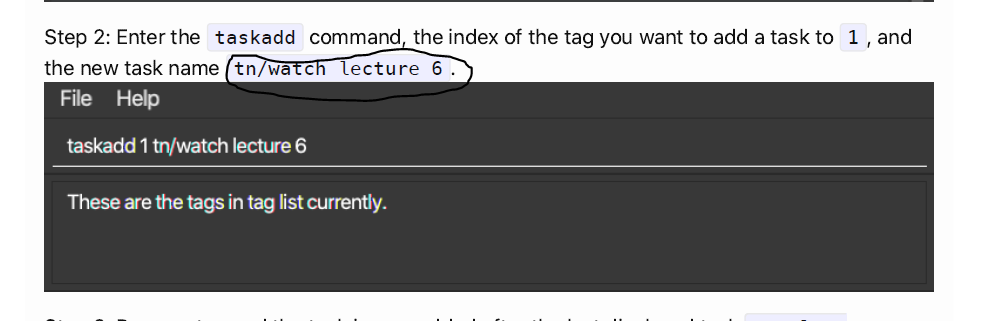 Step 2: Enter the taskadd command, the index of the tag you want to add a task to 1 , and
the new task name tn/watch lecture 6 .
File Help
taskadd 1 tn/watch lecture 6
These are the tags in tag list currently.